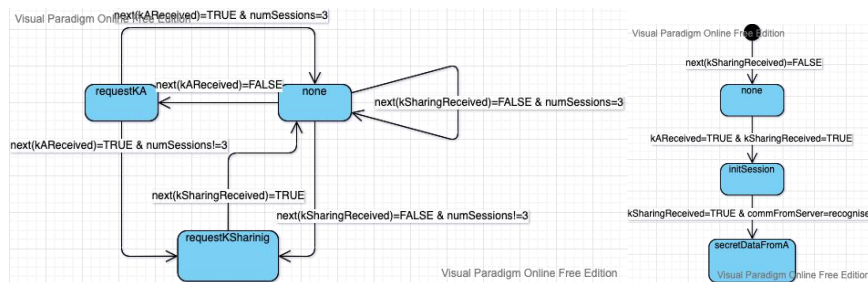 next(kAReceived)=TRUE & numSessions=3
Visual Paradigm Online Free Edition
requestKA
next(kAReceived)=FALSE
none
next(kSharingReceived)=FALSE & numSessions=3
next(kAReceived)=TRUE & numSessions!=3
next(kSharingReceived)=TRUE
next(kSharingReceived)=FALSE & numSessions!=3
requestKSharinig
Visual Paradigm Online Free Edition
Visual Paradigm Online Free Edition
next(kSharingReceived)=FALSE
none
kAReceived=TRUE & kSharingReceived=TRUE
initSession
kSharingReceived=TRUE & commFromServer=recognise
secretDataFromA
Visual Paradigm Online Free Edition